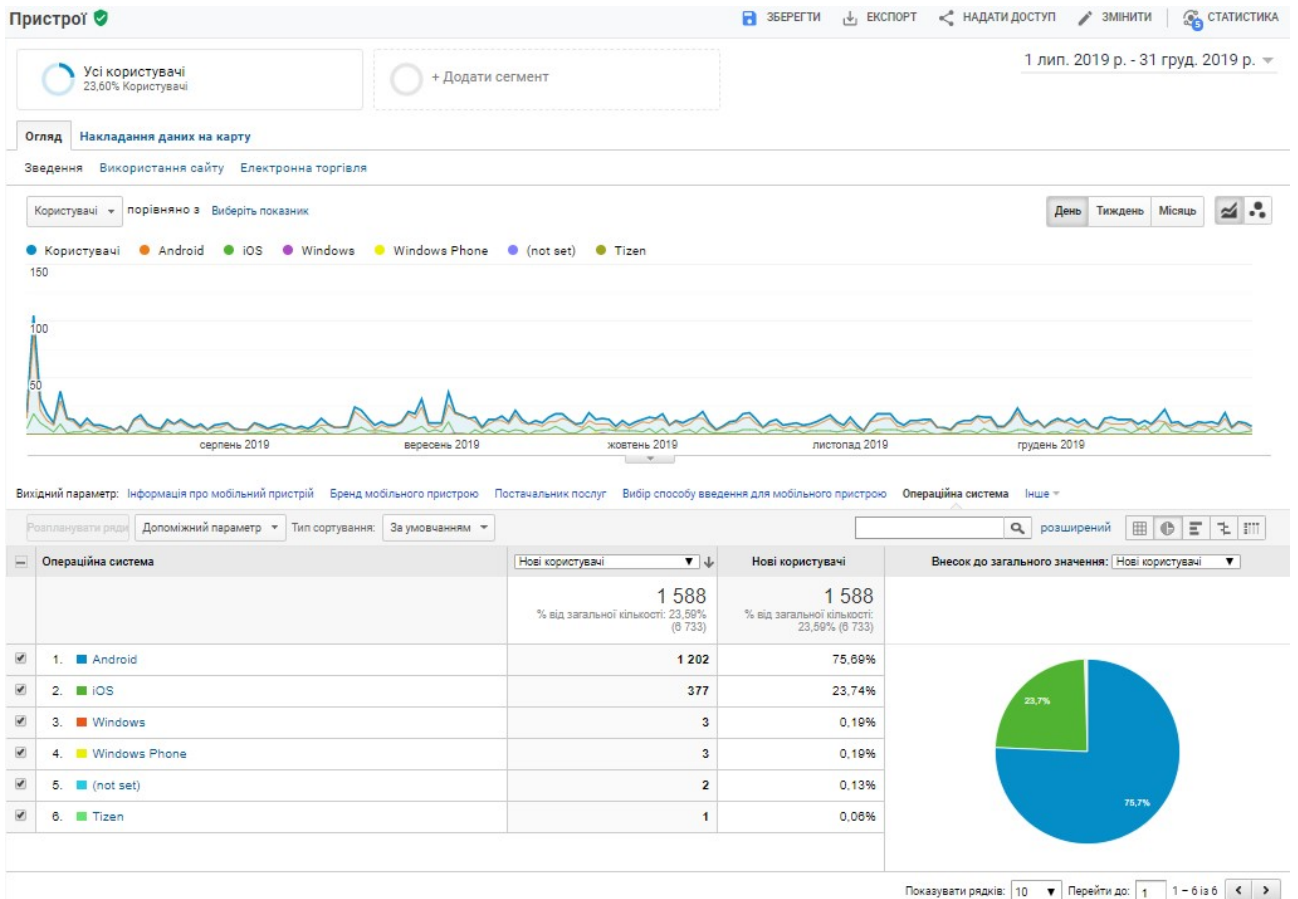 Пристрої
ЗБЕРЕГТИ ЕКСПОРТ НАДАТИ ДОСТУП ЗМІНИТИ 5 СТАТИСТИКА
Усі користувачі
23,60% Користувачі
+ Додати сегмент
1 лип. 2019 р. - 31 груд. 2019 р.
Огляд Накладання даних на карту
Зведення Використання сайту Електронна торгівля
Користувачі порівняно з Виберіть показник
День Тиждень Місяць
Користувачі Android iOS Windows Windows Phone (not set) Tizen
150
100
50
серпень 2019 вересень 2019 жовтень 2019 листопад 2019 грудень 2019
Вихідний параметр: Інформація про мобільний пристрій Бренд мобільного пристрою Постачальник послуг Вибір способу введення для мобільного пристрою Операційна система Інше
Розпланувати ряди Допоміжний параметр Тип сортування: За умовчанням розширений
Операційна система Нові користувачі Нові користувачі Внесок до загального значення: Нові користувачі
1 588 1 588
% від загальної кількості: 23,59% % від загальної кількості:
(6 733) 23,59% (6 733)
1. Android 1 202 75,69%
2. iOS 377 23,74%
3. Windows 3 0,19%
4. Windows Phone 3 0,19%
5. (not set) 2 0,13%
6. Tizen 1 0,06%
23,7%
75,7%
Показувати рядків: 10 Перейти до: 1 1 – 6 із 6